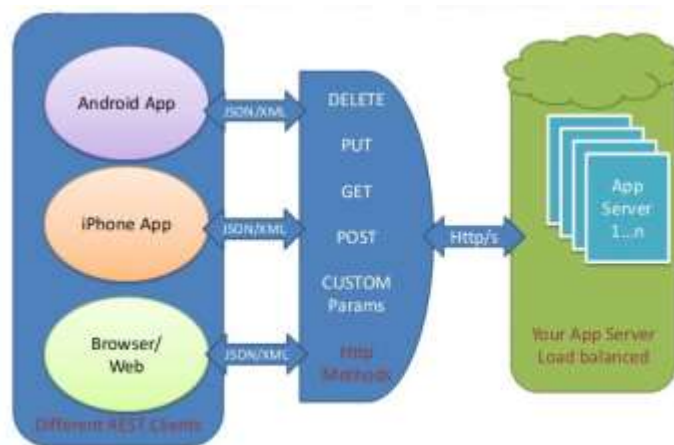 Android App
JSON/XML
iPhone App
JSON/XML
Browser/
Web
JSON/XML
Different REST Clients
DELETE
PUT
GET
POST
CUSTOM
Params
Http
Methods
Http/s
App
Server
1...n
Your App Server
Load balanced